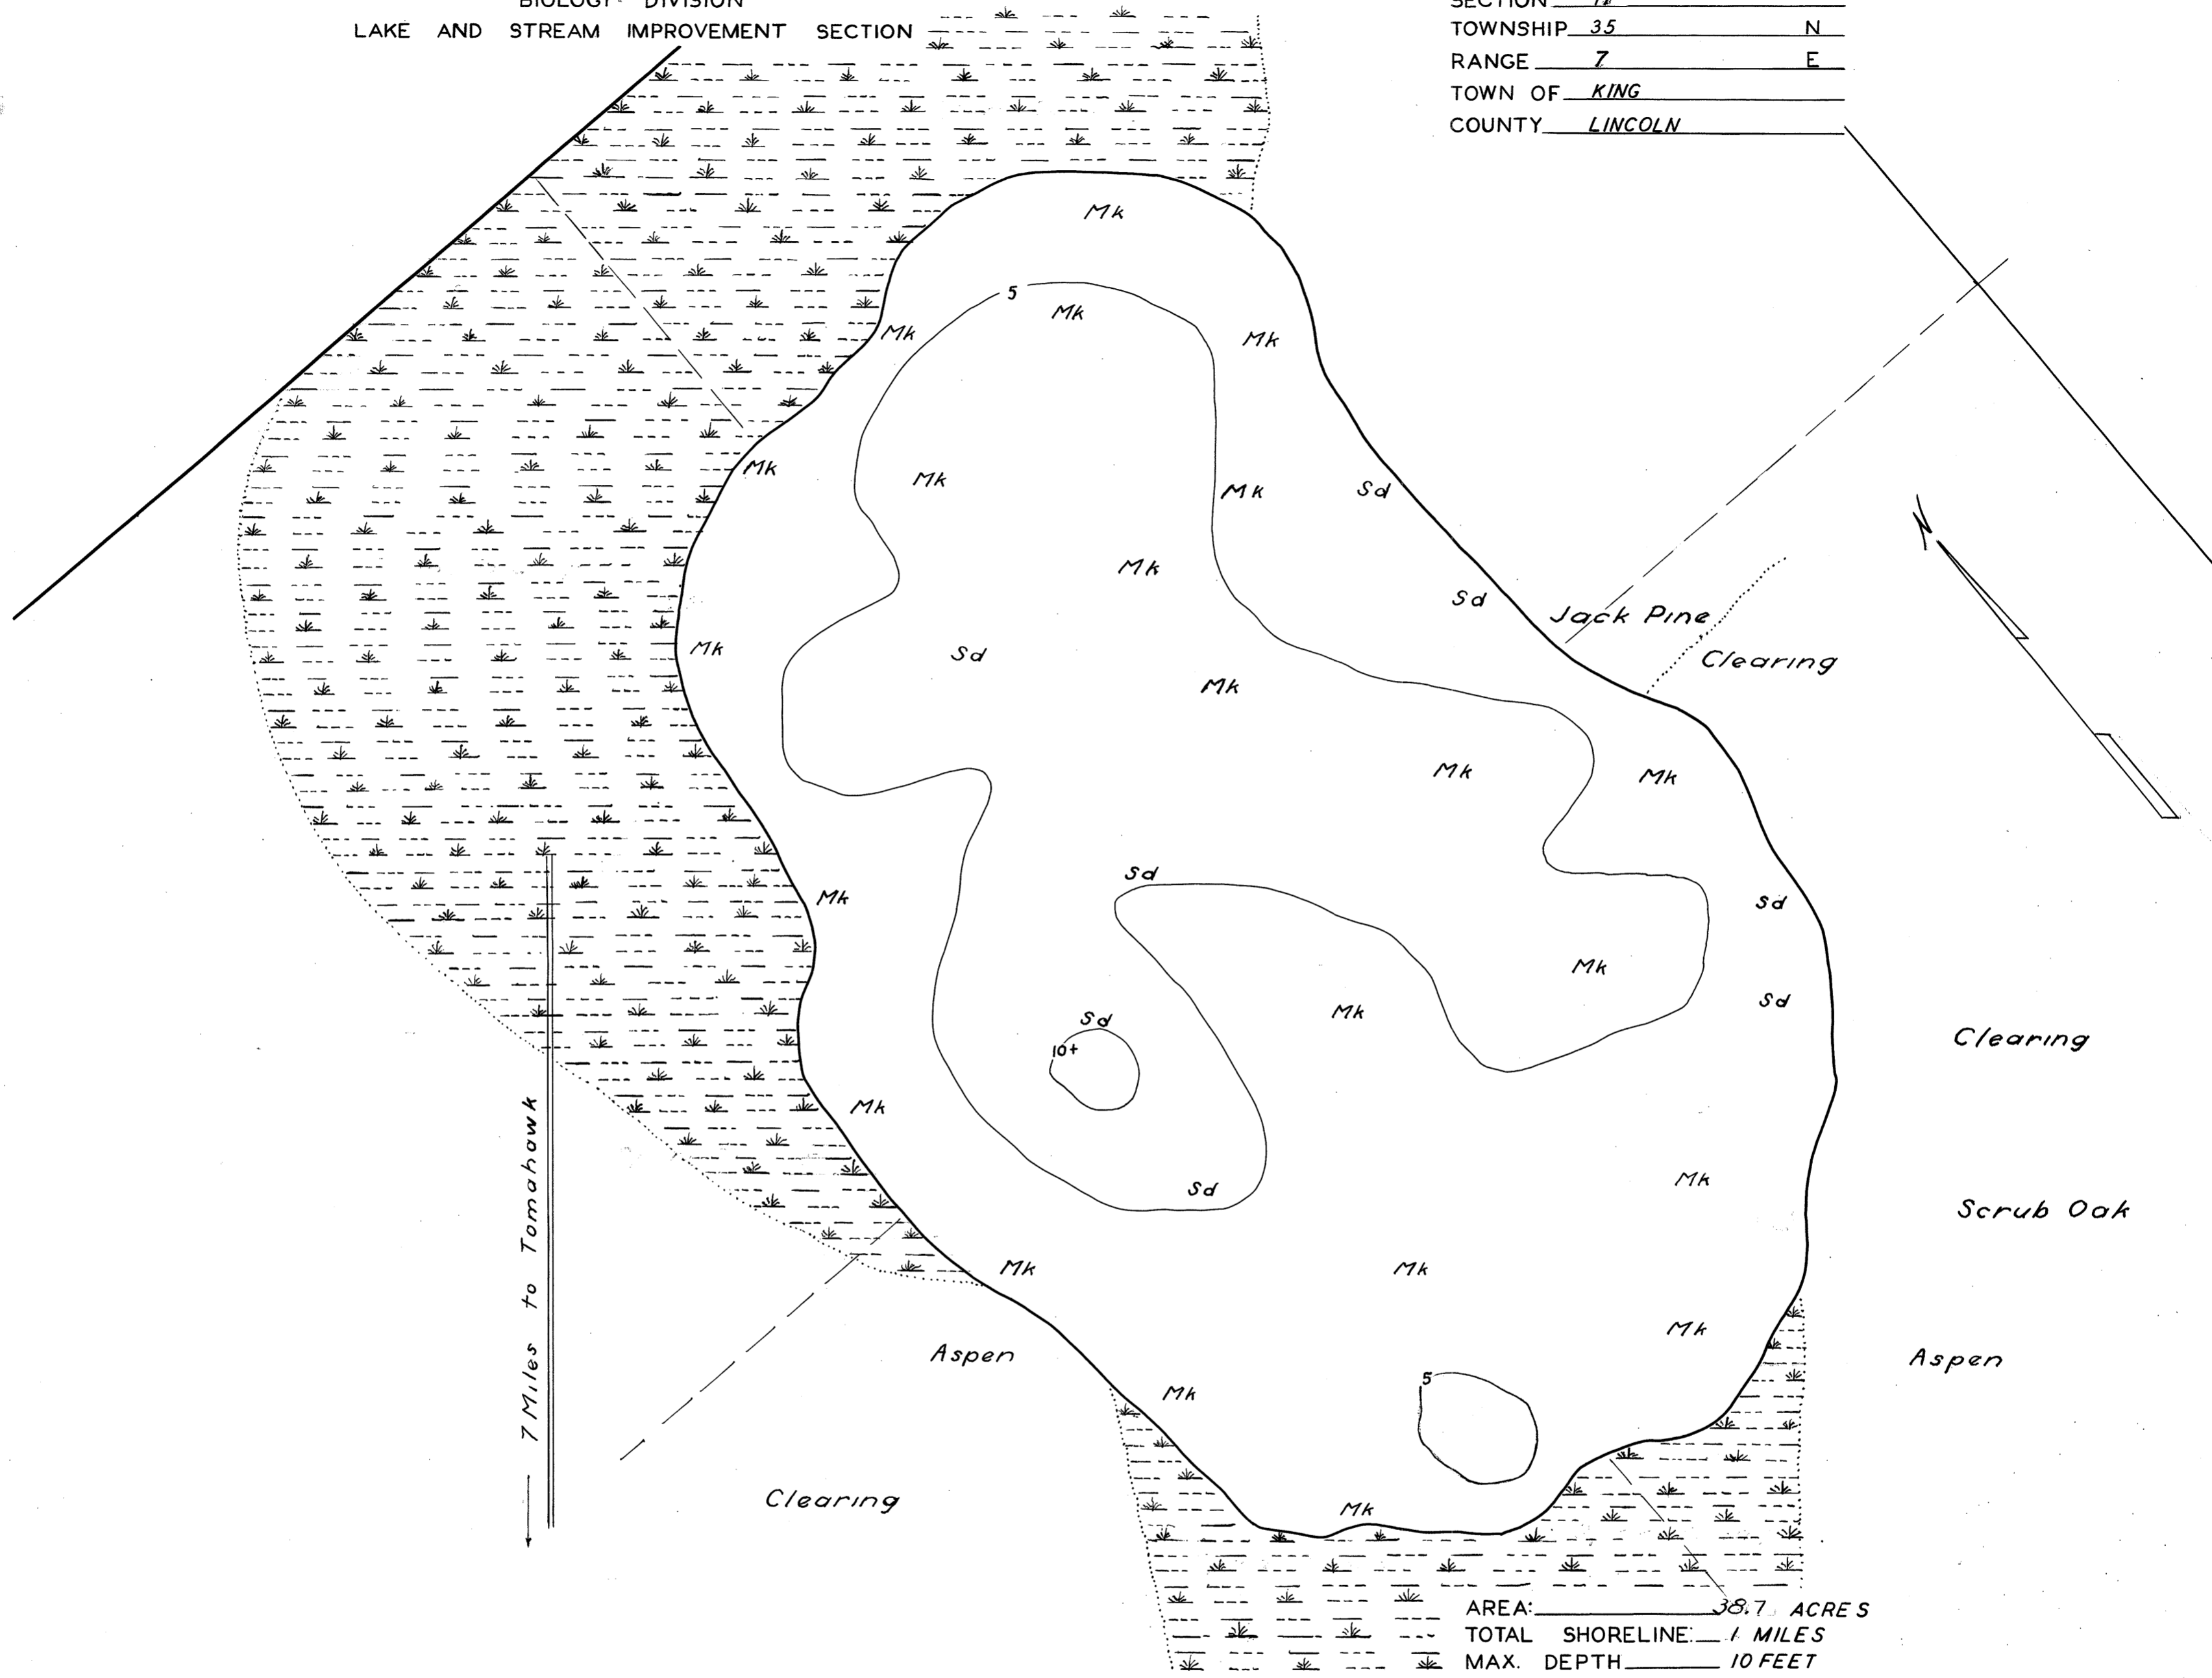 BIOLOGY DIVISION
LAKE AND STREAM IMPROVEMENT SECTION
SECTION
TOWNSHIP 35 N
RANGE 7 E
TOWN OF KING
COUNTY LINCOLN
Mk
5
Mk
Mk
Mk
Mk
Mk
Mk
Sd
N
Mk
Sd
Jack Pine
Mk
Sd
Clearing
Mk
Mk
Mk
Sd
Mk
Sd
Mk
Sd
Mk
Sd
10+
Clearing
Mk
7 Miles to Tomahawk
Mk
Sd
Scrub Oak
Mk
Mk
Mk
Aspen
Aspen
5
Mk
Clearing
Mk
AREA: 38.7 ACRES
TOTAL SHORELINE: 1 MILES
MAX. DEPTH 10 FEET